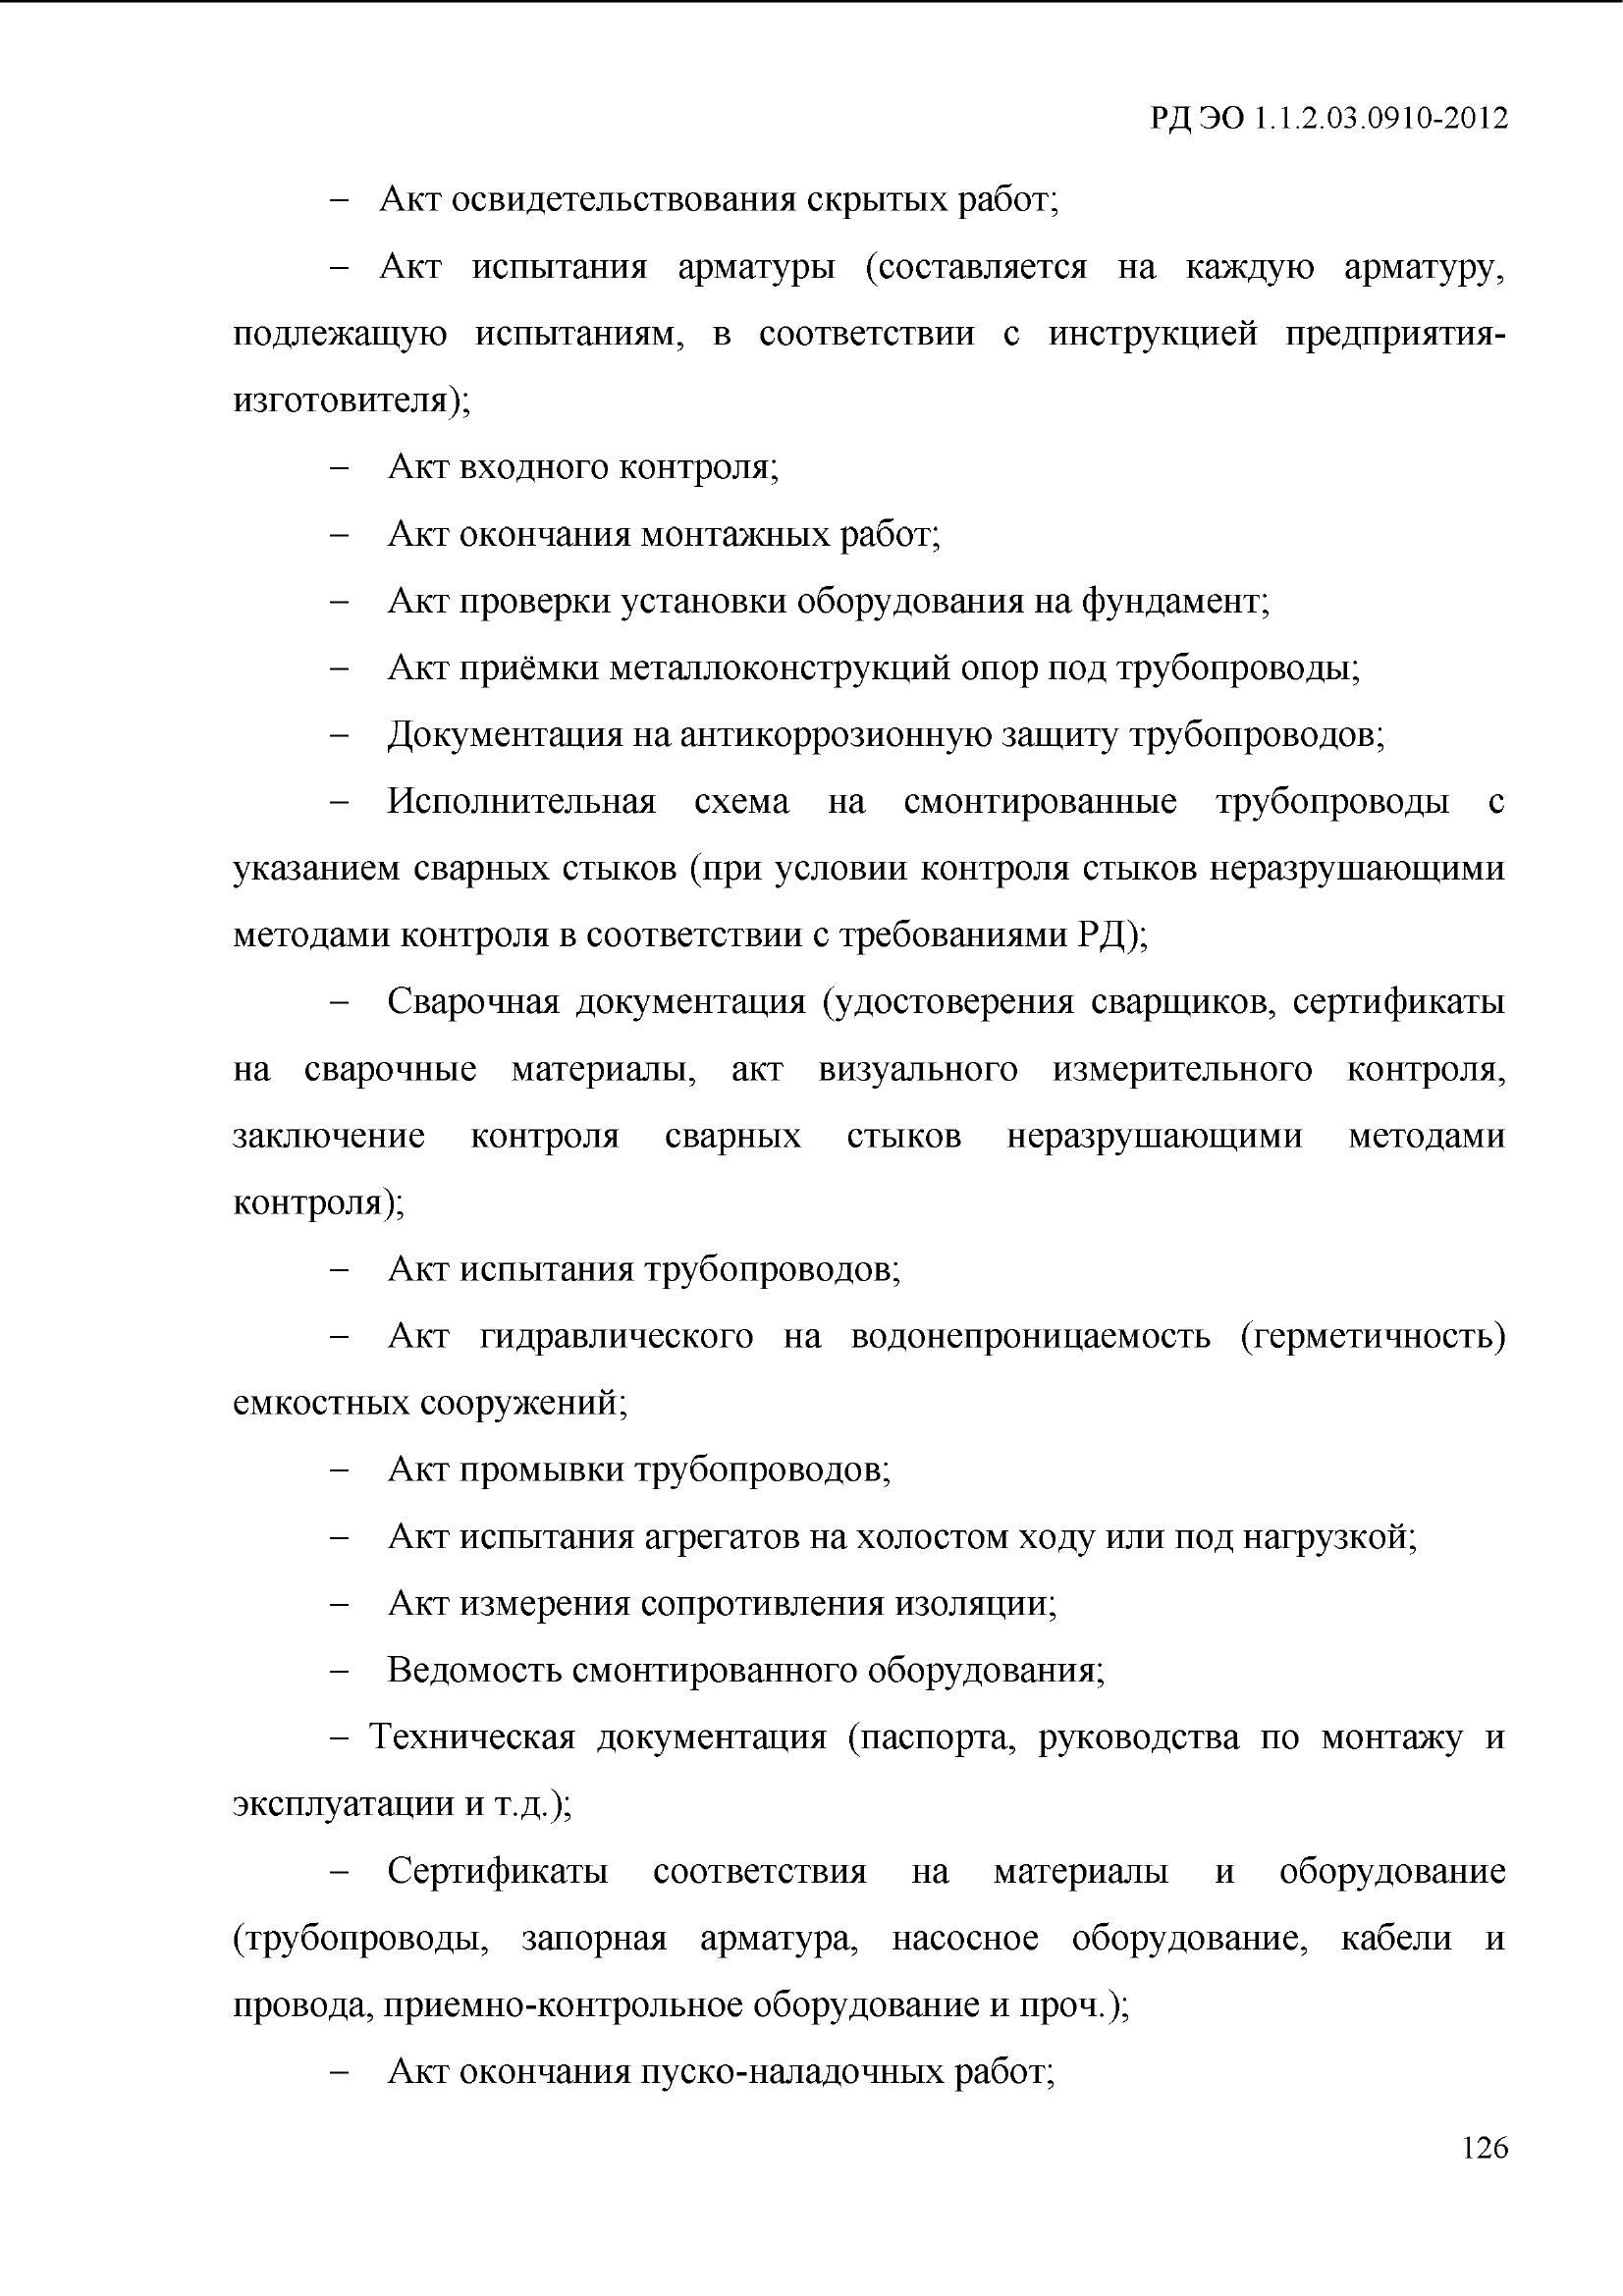 РД ЭО 1.1.2.03.0910-2012
– Акт освидетельствования скрытых работ;
– Акт испытания арматуры (составляется на каждую арматуру,
подлежащую испытаниям, в соответствии с инструкцией предприятия-
изготовителя);
– Акт входного контроля;
– Акт окончания монтажных работ;
– Акт проверки установки оборудования на фундамент;
– Акт приёмки металлоконструкций опор под трубопроводы;
– Документация на антикоррозионную защиту трубопроводов;
– Исполнительная схема на смонтированные трубопроводы с
указанием сварных стыков (при условии контроля стыков неразрушающими
методами контроля в соответствии с требованиями РД);
– Сварочная документация (удостоверения сварщиков, сертификаты
на сварочные материалы, акт визуального измерительного контроля,
заключение контроля сварных стыков неразрушающими методами
контроля);
– Акт испытания трубопроводов;
– Акт гидравлического на водонепроницаемость (герметичность)
емкостных сооружений;
– Акт промывки трубопроводов;
– Акт испытания агрегатов на холостом ходу или под нагрузкой;
– Акт измерения сопротивления изоляции;
– Ведомость смонтированного оборудования;
– Техническая документация (паспорта, руководства по монтажу и
эксплуатации и т.д.);
– Сертификаты соответствия на материалы и оборудование
(трубопроводы, запорная арматура, насосное оборудование, кабели и
провода, приемно-контрольное оборудование и проч.);
– Акт окончания пуско-наладочных работ;
126